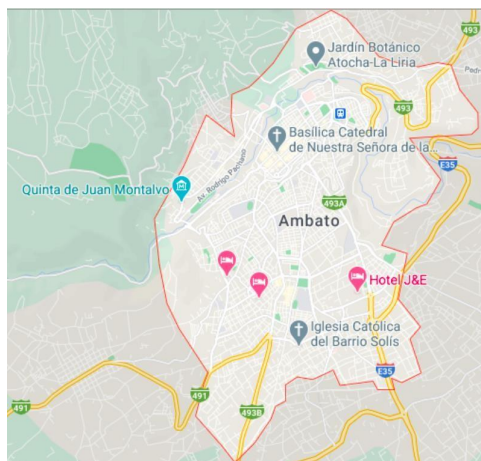 493
Jardín Botánico
Atocha-La Liria
493
Basílica Catedral
de Nuestra Señora de la...
E35
Av. Rodrigo Pachano
Quinta de Juan Montalvo
493A
Ambato
Hotel J&E
Iglesia Católica
del Barrio Solís
E35
491
491
493B
493